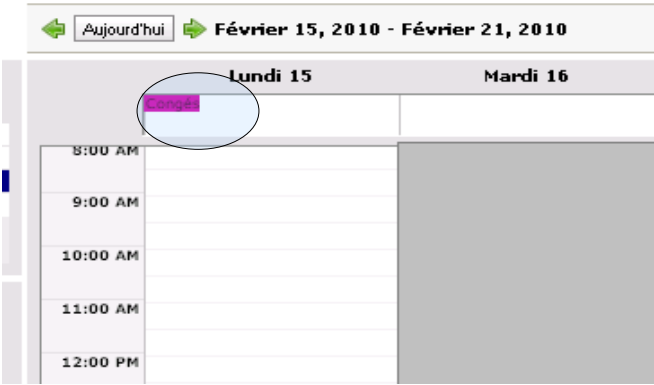 Aujourd'hui Février 15, 2010 - Février 21, 2010
Lundi 15 Mardi 16
Congés
8:00 AM
9:00 AM
10:00 AM
11:00 AM
12:00 PM